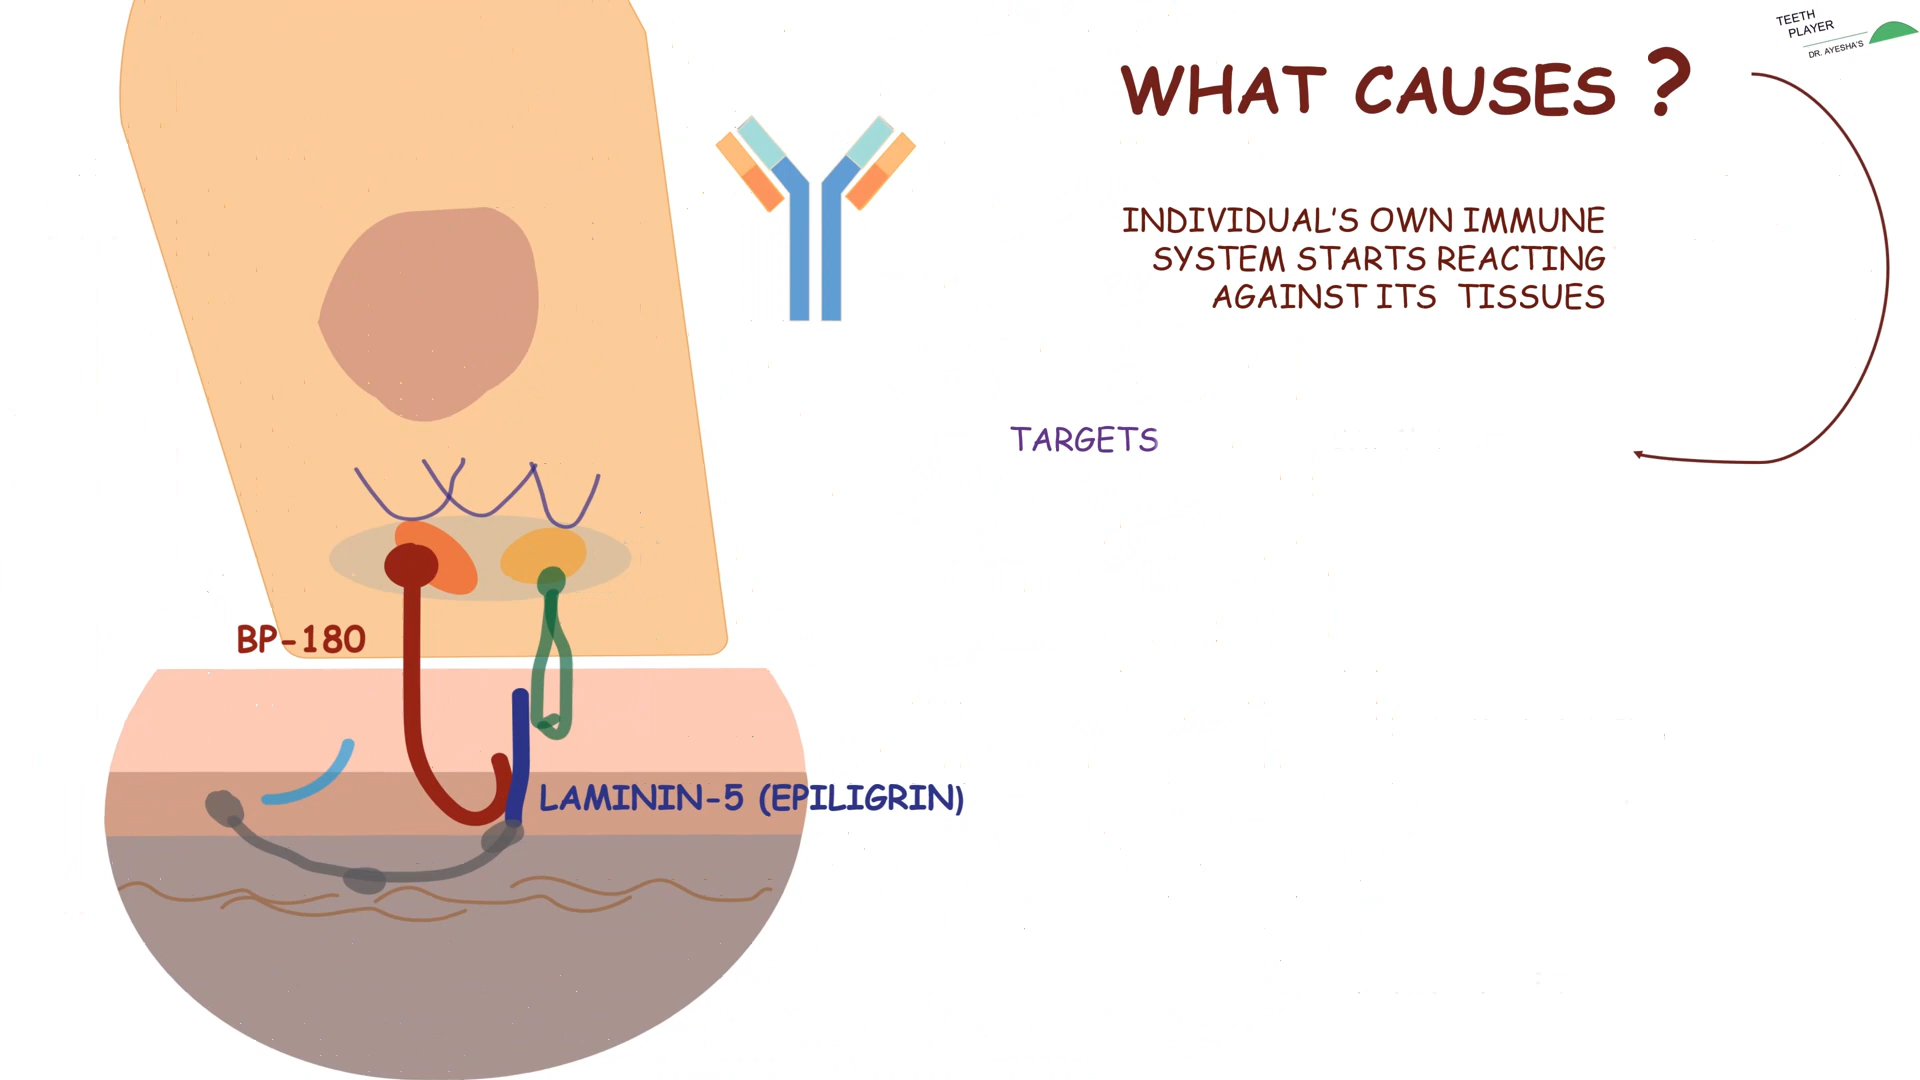 TEETH
PLAYER
DR. AYESHA'S
WHAT CAUSES ?
INDIVIDUAL'S OWN IMMUNE
SYSTEM STARTS REACTING
AGAINST ITS TISSUES
TARGETS
BP-180
LAMININ-5 (EPILIGRIN)